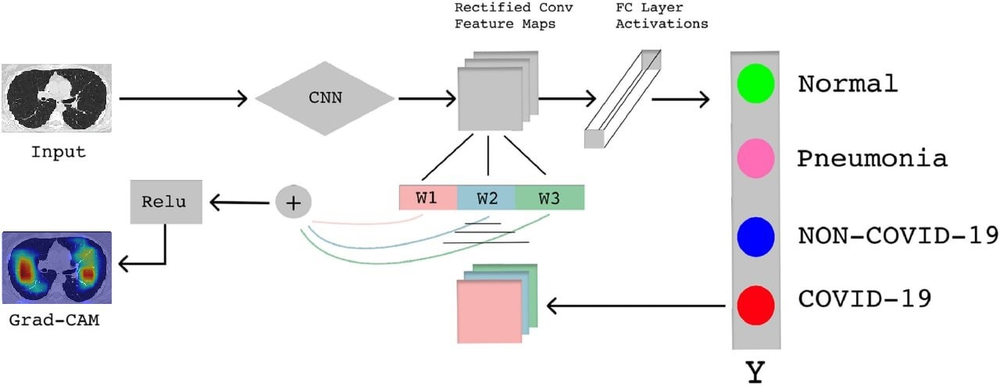 Rectified Conv
Feature Maps
FC Layer
Activations
CNN
Input
Normal
Pneumonia
NON-COVID-19
COVID-19
Y
W1 W2 W3
+
Relu
Grad-CAM